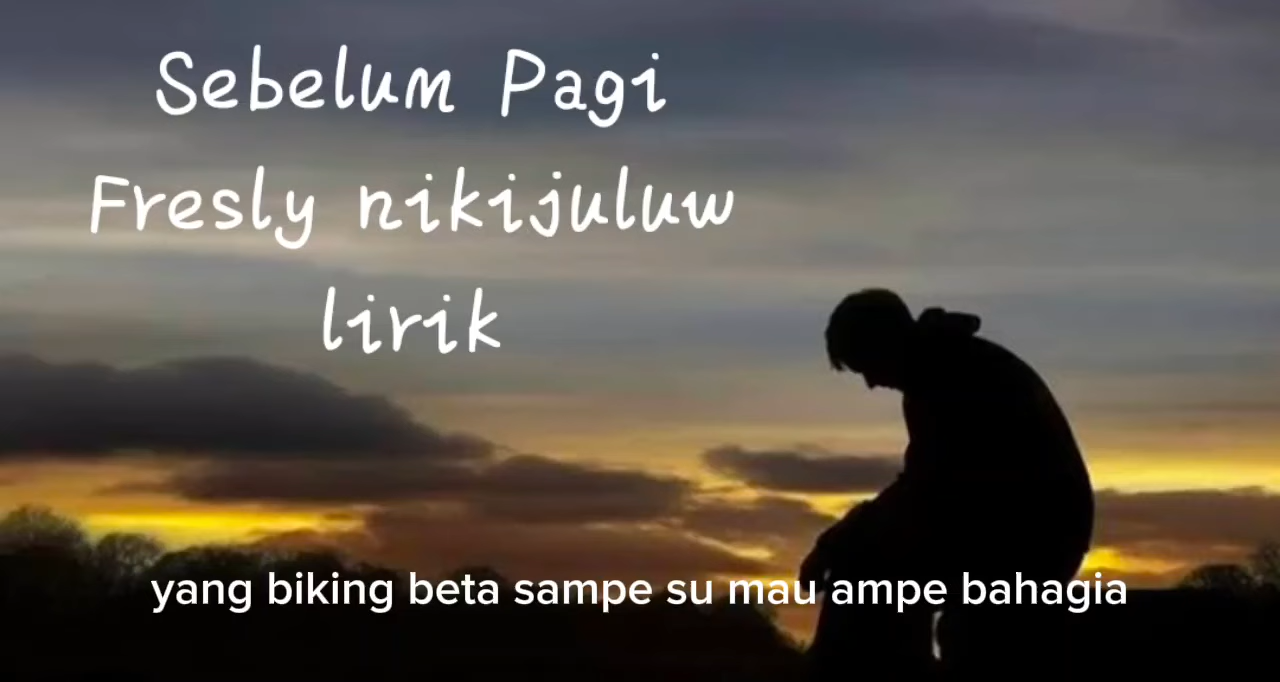 Sebelum Pagi
Fresly nikijuluw
lirik
yang biking beta sampe su mau ampe bahagia